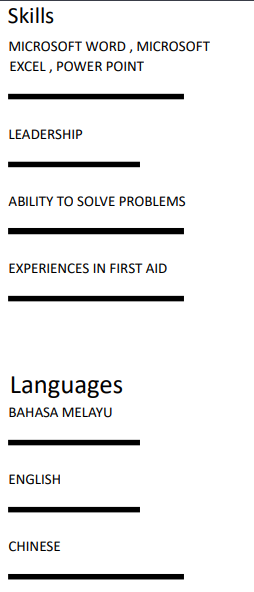 Skills
MICROSOFT WORD , MICROSOFT
EXCEL , POWER POINT
LEADERSHIP
ABILITY TO SOLVE PROBLEMS
EXPERIENCES IN FIRST AID
Languages
BAHASA MELAYU
ENGLISH
CHINESE